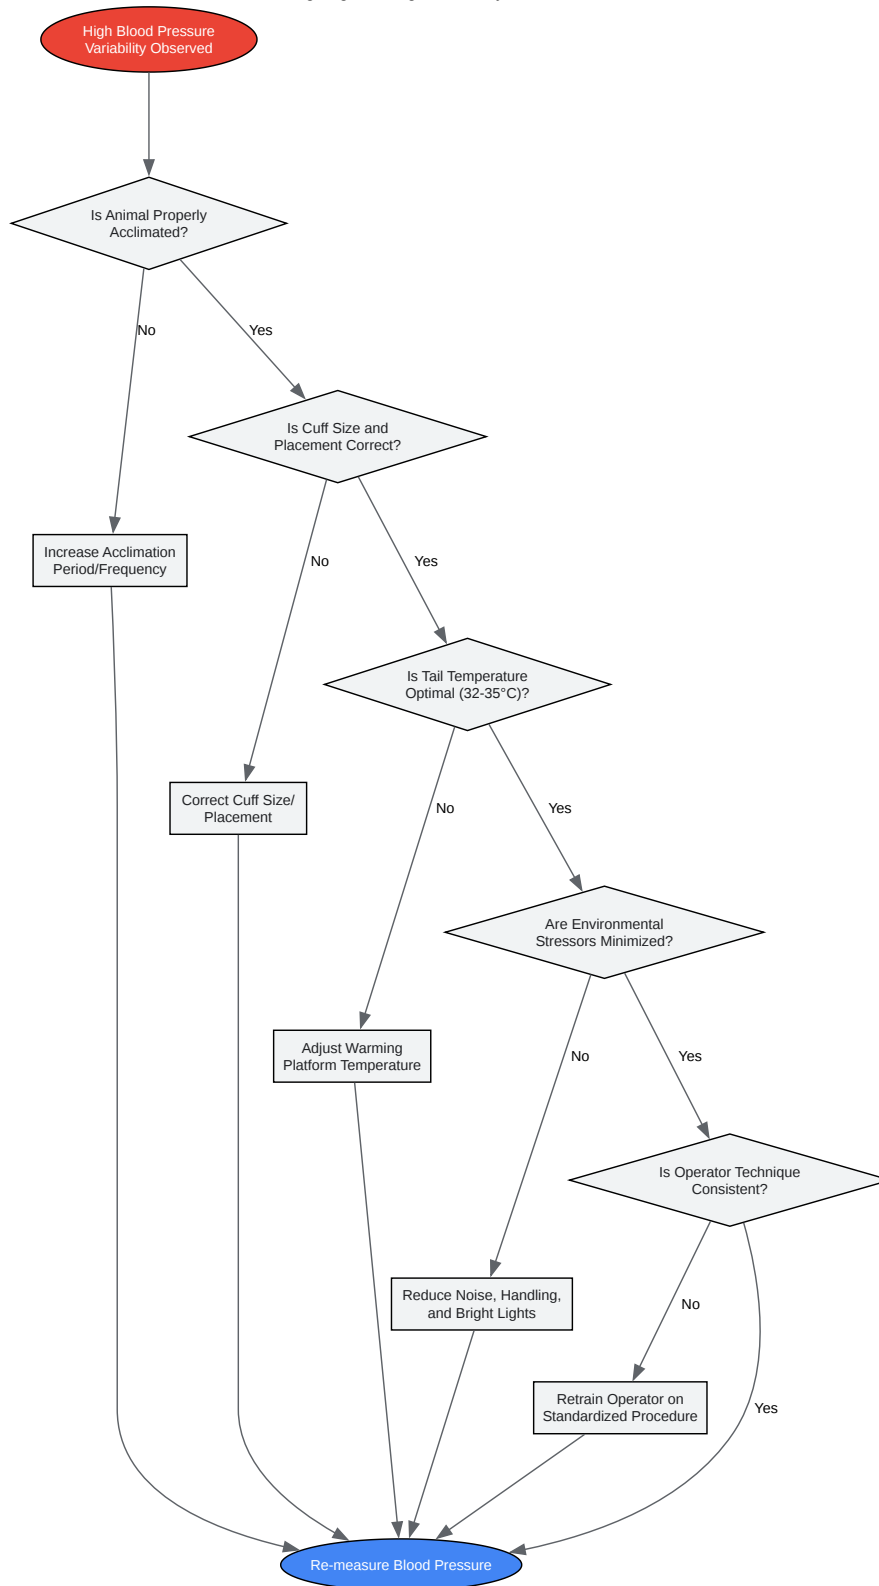 High Blood Pressure
Variability Observed
Is Animal Properly
Acclimated?
No
Yes
Is Cuff Size and
Placement Correct?
Increase Acclimation
Period/Frequency
No
Yes
Is Tail Temperature
Optimal (32-35°C)?
Correct Cuff Size/
Placement
No
Yes
Are Environmental
Stressors Minimized?
Adjust Warming
Platform Temperature
No
Yes
Is Operator Technique
Consistent?
Reduce Noise, Handling,
and Bright Lights
No
Retrain Operator on
Standardized Procedure
Yes
Re-measure Blood Pressure